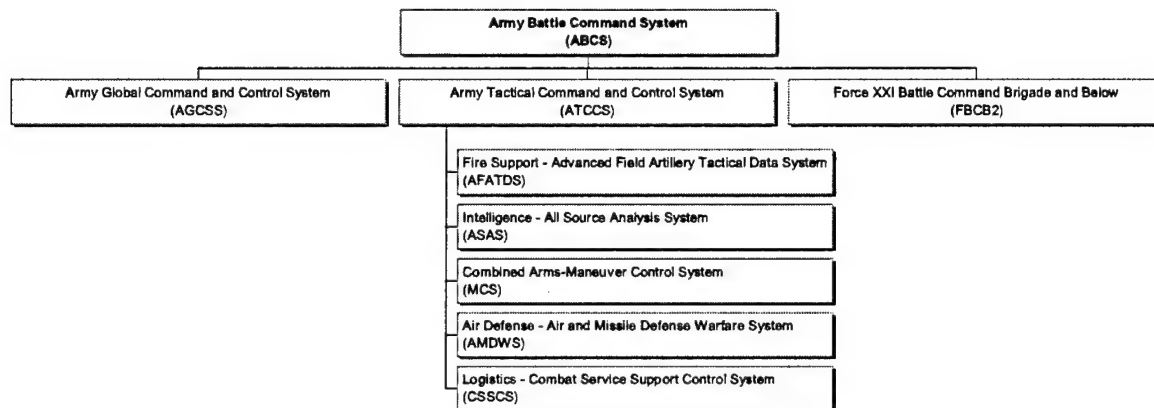 Army Battle Command System
(ABCS)
Army Global Command and Control System
(AGCSS)
Army Tactical Command and Control System
(ATCCS)
Force XXI Battle Command Brigade and Below
(FBCB2)
Fire Support - Advanced Field Artillery Tactical Data System
(AFATDS)
Intelligence - All Source Analysis System
(ASAS)
Combined Arms-Maneuver Control System
(MCS)
Air Defense - Air and Missile Defense Warfare System
(AMDWS)
Logistics - Combat Service Support Control System
(CSSCS)